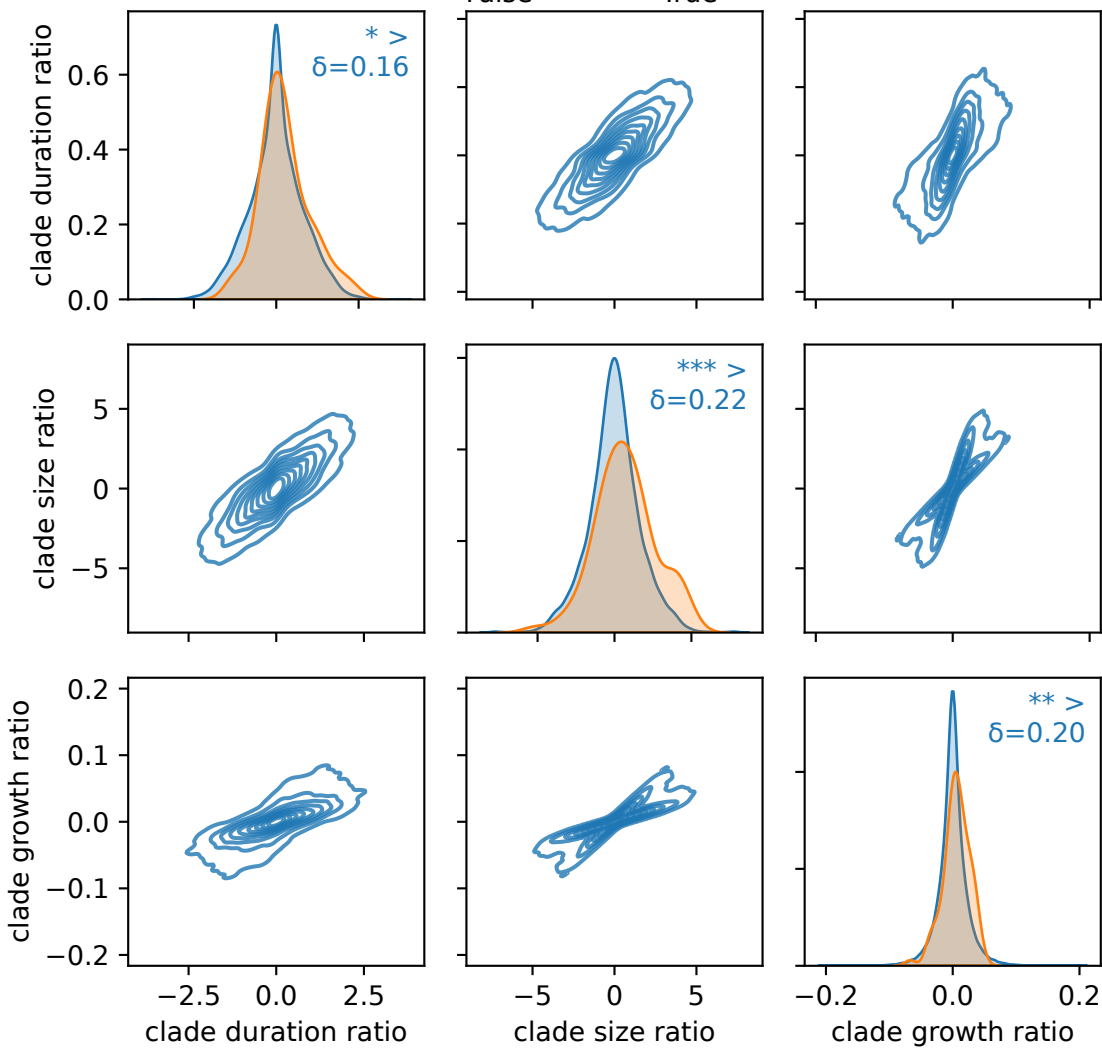 * >
δ=0.16
clade duration ratio
0.6
0.4
0.2
0.0
*** >
δ=0.22
clade size ratio
5
0
−5
** >
δ=0.20
clade growth ratio
0.2
0.1
0.0
−0.1
−0.2
−2.5 0.0 2.5 −5 0 5 −0.2 0.0 0.2
clade duration ratio clade size ratio clade growth ratio